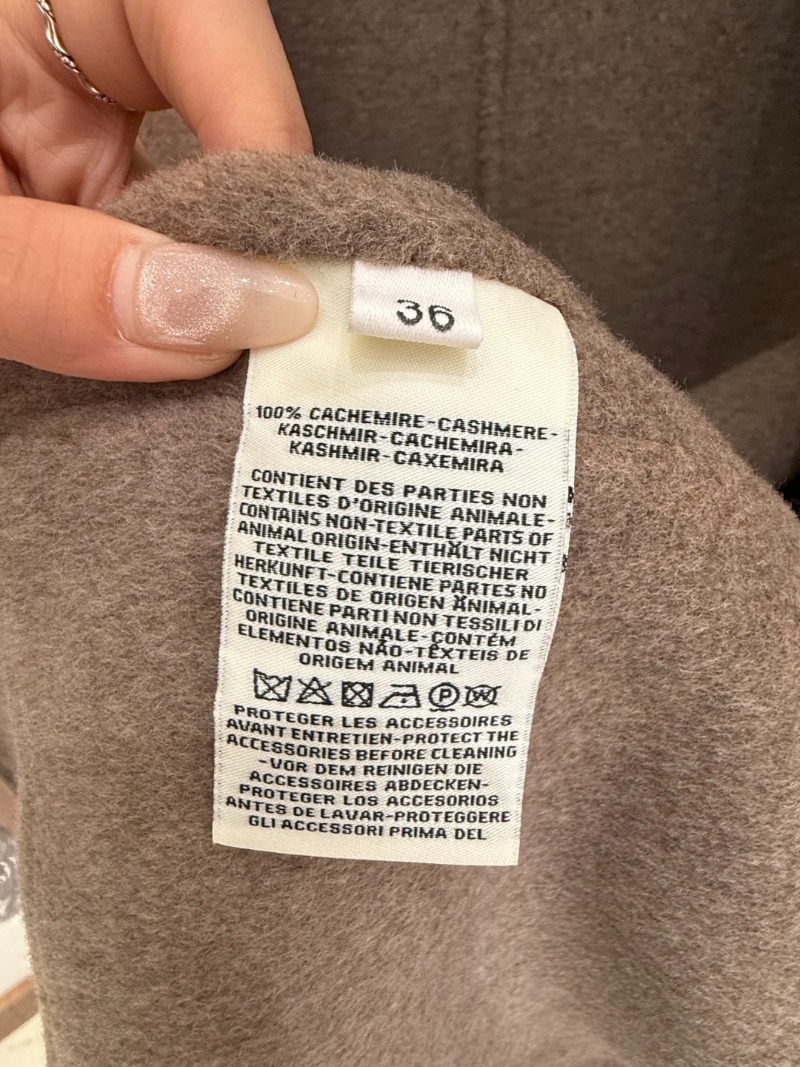 36
100% CACHEMIRE-CASHMERE-
KASCHMIR-CACHEMIRA-
KASHMIR-CAXEMIRA
CONTIENT DES PARTIES NON
TEXTILES D'ORIGINE ANIMALE-
CONTAINS NON-TEXTILE PARTS OF
ANIMAL ORIGIN-ENTHÄLT NICHT
TEXTILE TEILE TIERISCHER
HERKUNFT-CONTIENE PARTES NO
TEXTILES DE ORIGEN ANIMAL-
CONTIENE PARTI NON TESSILI DI
ORIGINE ANIMALE-CONTÉM
ELEMENTOS NÃO-TÊXTEIS DE
ORIGEM ANIMAL
P W
PROTEGER LES ACCESSOIRES
AVANT ENTRETIEN-PROTECT THE
ACCESSORIES BEFORE CLEANING
-VOR DEM REINIGEN DIE
ACCESSOIRES ABDECKEN-
PROTEGER LOS ACCESORIOS
ANTES DE LAVAR-PROTEGGERE
GLI ACCESSORI PRIMA DEL